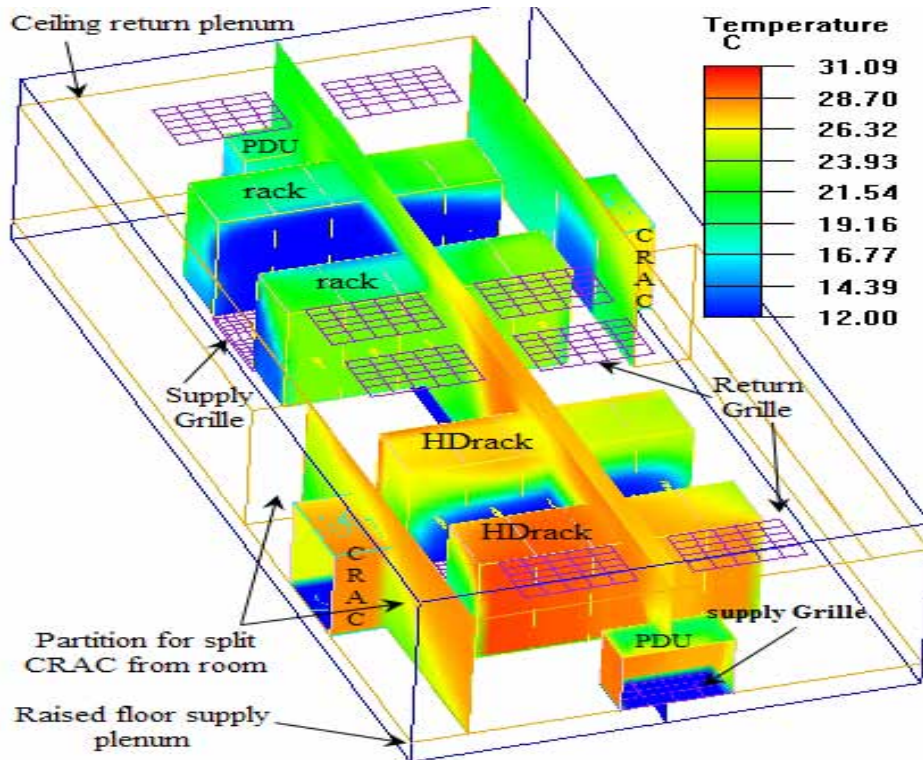 Ceiling return plenum
Temperature
C
31.09
28.70
26.32
23.93
21.54
19.16
16.77
14.39
12.00
PDU
rack
CRAC
rack
Supply
Grille
Return
Grille
HDrack
HDrack
CRAC
supply Grille
PDU
Partition for split
CRAC from room
Raised floor supply
plenum